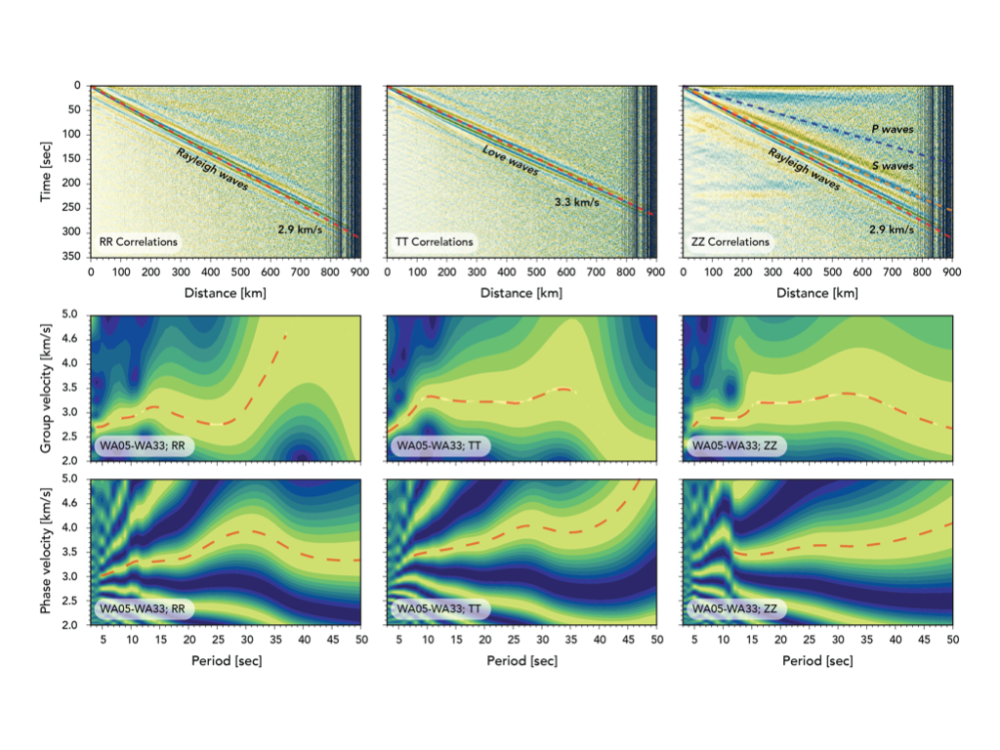 0
50
100
150
200
250
300
350
Time [sec]
Rayleigh waves
2.9 km/s
RR Correlations
0 100 200 300 400 500 600 700 800 900
Distance [km]
Love waves
3.3 km/s
TT Correlations
0 100 200 300 400 500 600 700 800 900
Distance [km]
P waves
S waves
Rayleigh waves
2.9 km/s
ZZ Correlations
0 100 200 300 400 500 600 700 800 900
Distance [km]
5.0
4.6
4.0
3.5
3.0
2.5
2.0
Group velocity [km/s]
WA05-WA33; RR
WA05-WA33; TT
WA05-WA33; ZZ
5.0
4.6
4.0
3.5
3.0
2.5
2.0
Phase velocity [km/s]
WA05-WA33; RR
WA05-WA33; TT
WA05-WA33; ZZ
5 10 15 20 25 30 35 40 45 50
Period [sec]
5 10 15 20 25 30 35 40 45 50
Period [sec]
5 10 15 20 25 30 35 40 45 50
Period [sec]